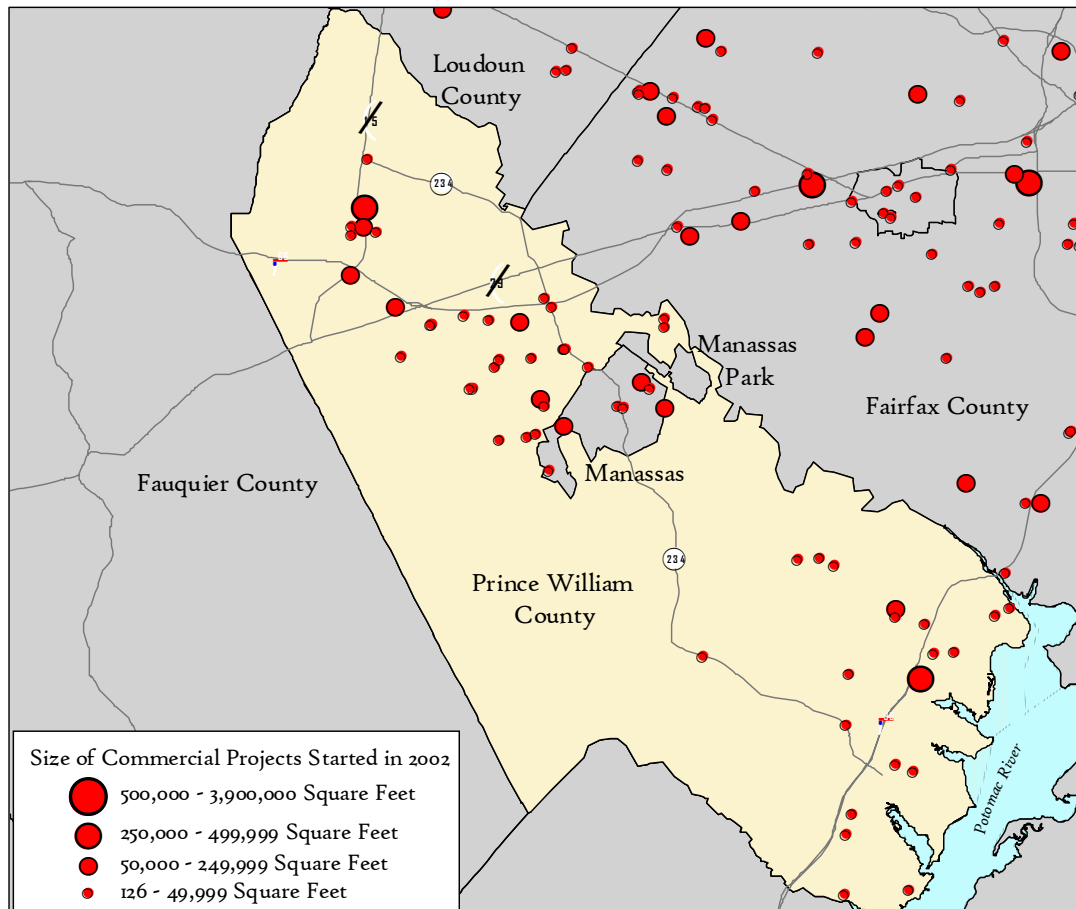 Loudoun
County
15
234
29
Manassas
Park
Fairfax County
Manassas
Fauquier County
234
Prince William
County
Potomac River
Size of Commercial Projects Started in 2002
500,000 - 3,900,000 Square Feet
250,000 - 499,999 Square Feet
50,000 - 249,999 Square Feet
126 - 49,999 Square Feet